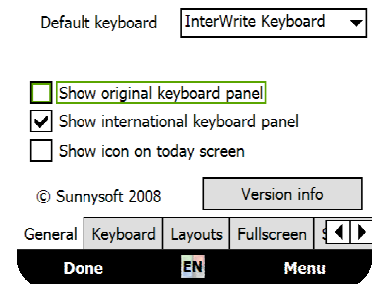 Default keyboard InterWrite Keyboard
Show original keyboard panel
Show international keyboard panel
Show icon on today screen
© Sunnysoft 2008 Version info
General Keyboard Layouts Fullscreen
Done EN Menu